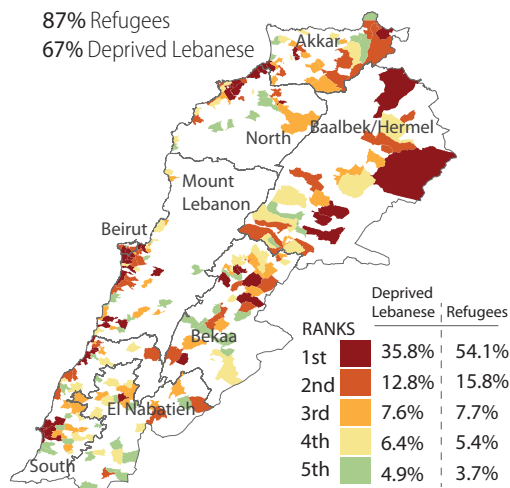 87% Refugees
67% Deprived Lebanese
Akkar
North
Baalbek/Hermel
Mount
Lebanon
Beirut
Bekaa
El Nabatieh
South
Deprived
Lebanese Refugees
RANKS
1st 35.8% 54.1%
2nd 12.8% 15.8%
3rd 7.6% 7.7%
4th 6.4% 5.4%
5th 4.9% 3.7%